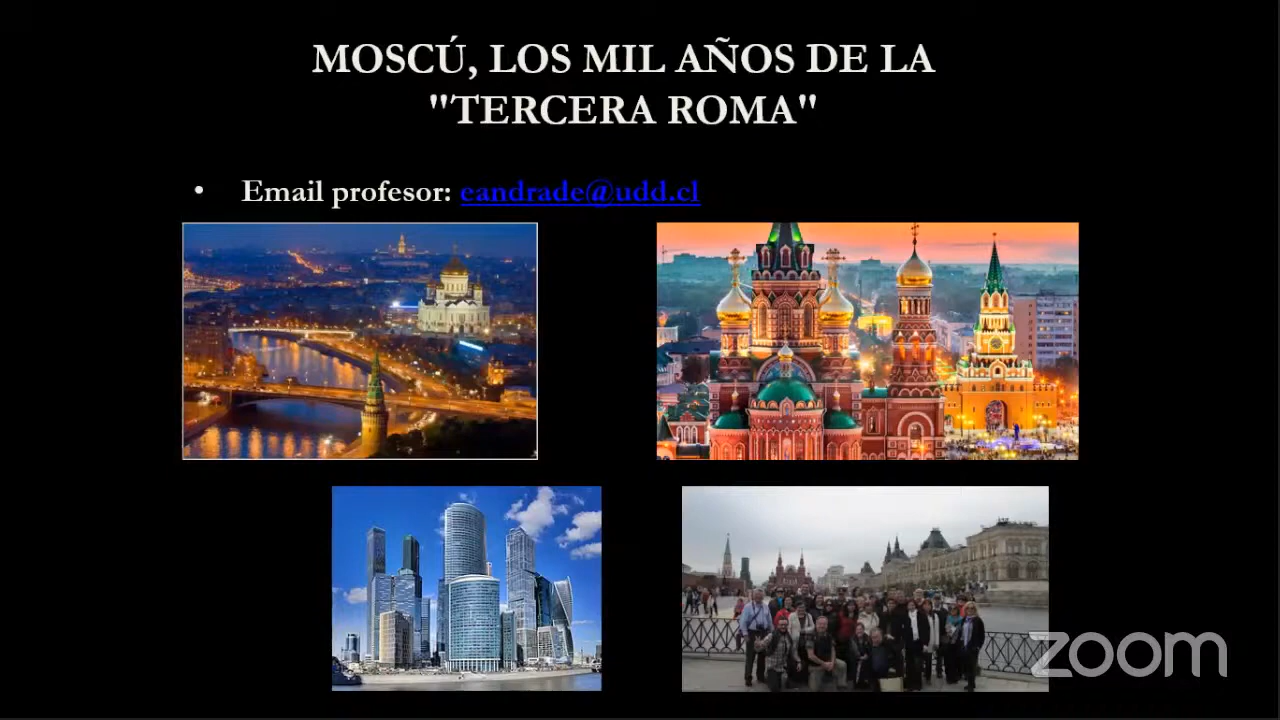 MOSCÚ, LOS MIL AÑOS DE LA
"TERCERA ROMA"
• Email profesor: eandrade@udd.cl
zoom